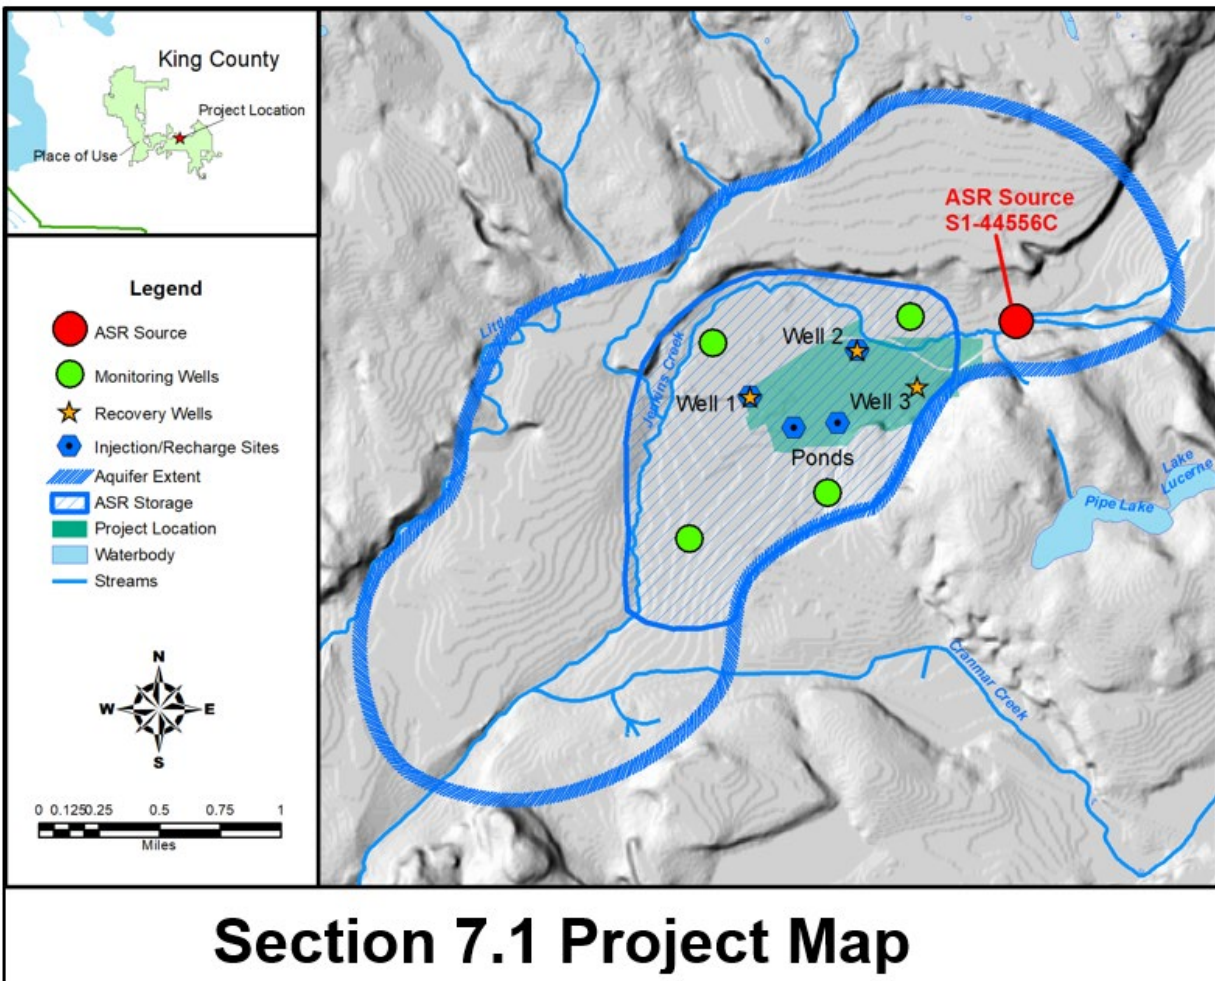 King County
Project Location
Place of Use
Legend
ASR Source
Monitoring Wells
Recovery Wells
Injection/Recharge Sites
Aquifer Extent
ASR Storage
Project Location
Waterbody
Streams
N
W E
S
0 0.125 0.25 0.5 0.75 1
Miles
ASR Source
S1-44556C
Little
Creek
Jenkins Creek
Well 2
Well 1
Well 3
Ponds
Lake
Lucerne
Pipe Lake
Cranmar Creek
Section 7.1 Project Map